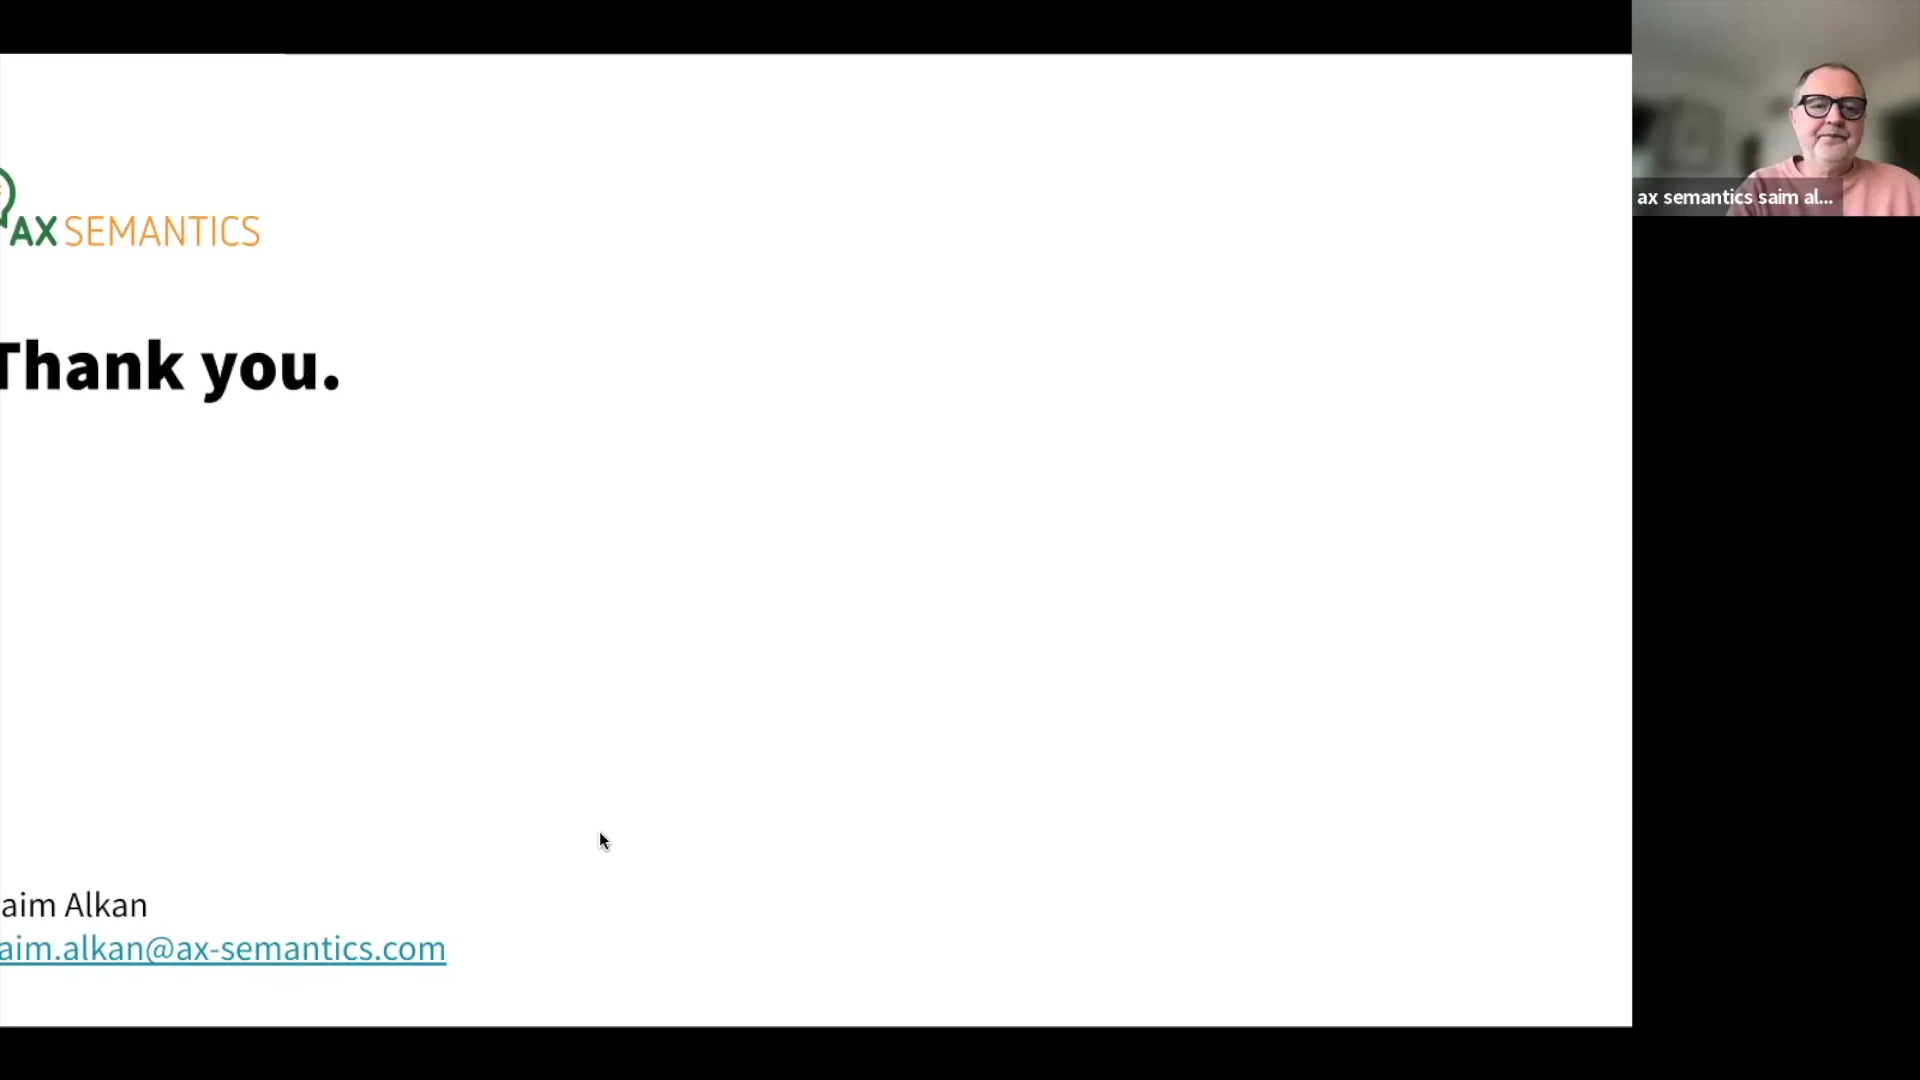 AX SEMANTICS
Thank you.
aim Alkan
aim.alkan@ax-semantics.com
ax semantics saim al...